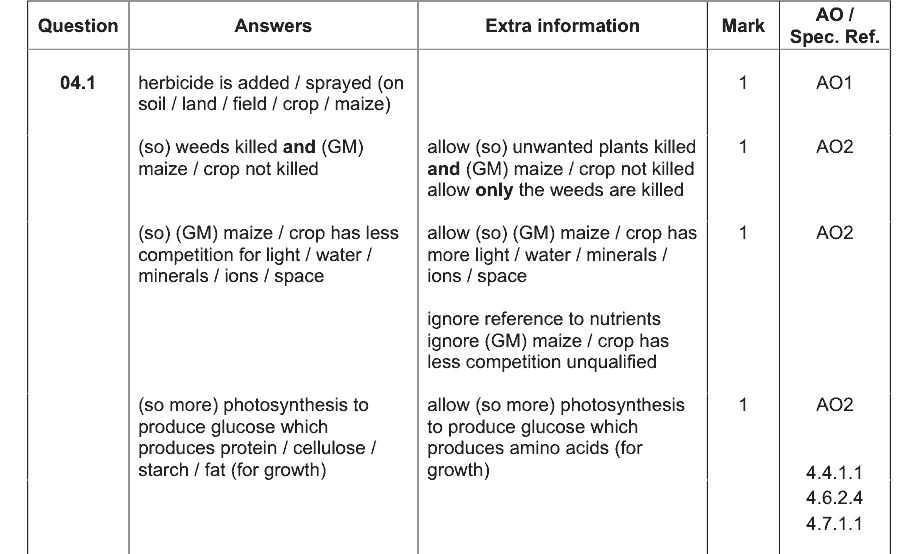 Question Answers Extra information Mark AO /
Spec. Ref.
04.1 herbicide is added / sprayed (on 1 AO1
soil / land / field / crop / maize)
(so) weeds killed and (GM) allow (so) unwanted plants killed 1 AO2
maize / crop not killed and (GM) maize / crop not killed
allow only the weeds are killed
(so) (GM) maize / crop has less allow (so) (GM) maize / crop has 1 AO2
competition for light / water / more light / water / minerals /
minerals / ions / space ions / space
ignore reference to nutrients
ignore (GM) maize / crop has
less competition unqualified
(so more) photosynthesis to allow (so more) photosynthesis 1 AO2
produce glucose which to produce glucose which
produces protein / cellulose / produces amino acids (for
starch / fat (for growth) growth)
4.4.1.1
4.6.2.4
4.7.1.1